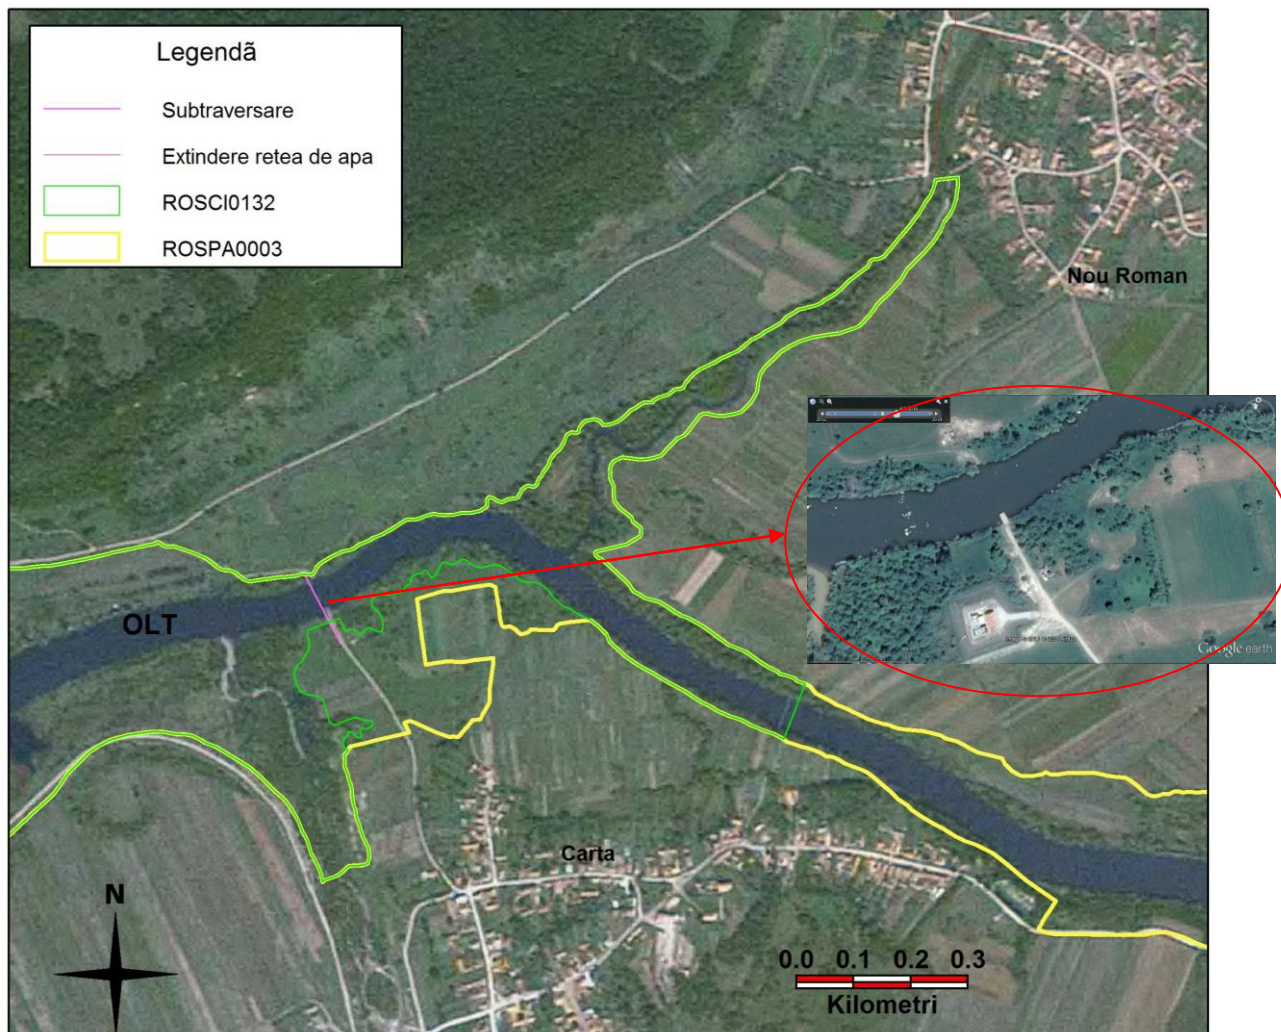 Legendã
Subtraversare
Extindere retea de apa
ROSCI0132
ROSPA0003
Nou Roman
OLT
Google earth
Carta
N
0.0 0.1 0.2 0.3
Kilometri